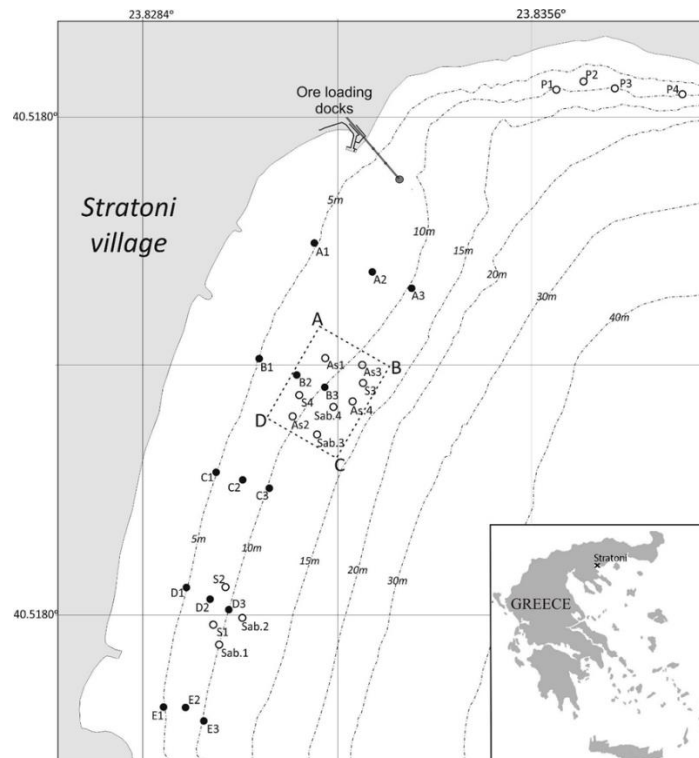 23.8284
23.8356
P1
P2
P3
P4
Ore loading
docks
40.5180
5m
Stratoni
village
10m
A1
15m
A2
20m
A3
30m
40m
A
As1
As3
B
B1
B2
S3
S4
B3
As.4
Sab.4
D
As2
Sab.3
C
C1
C2
C3
5m
10m
15m
20m
30m
S2
D1
D2
D3
40.5180
S1
Sab.2
Sab.1
E1
E2
E3
Stratoni
GREECE